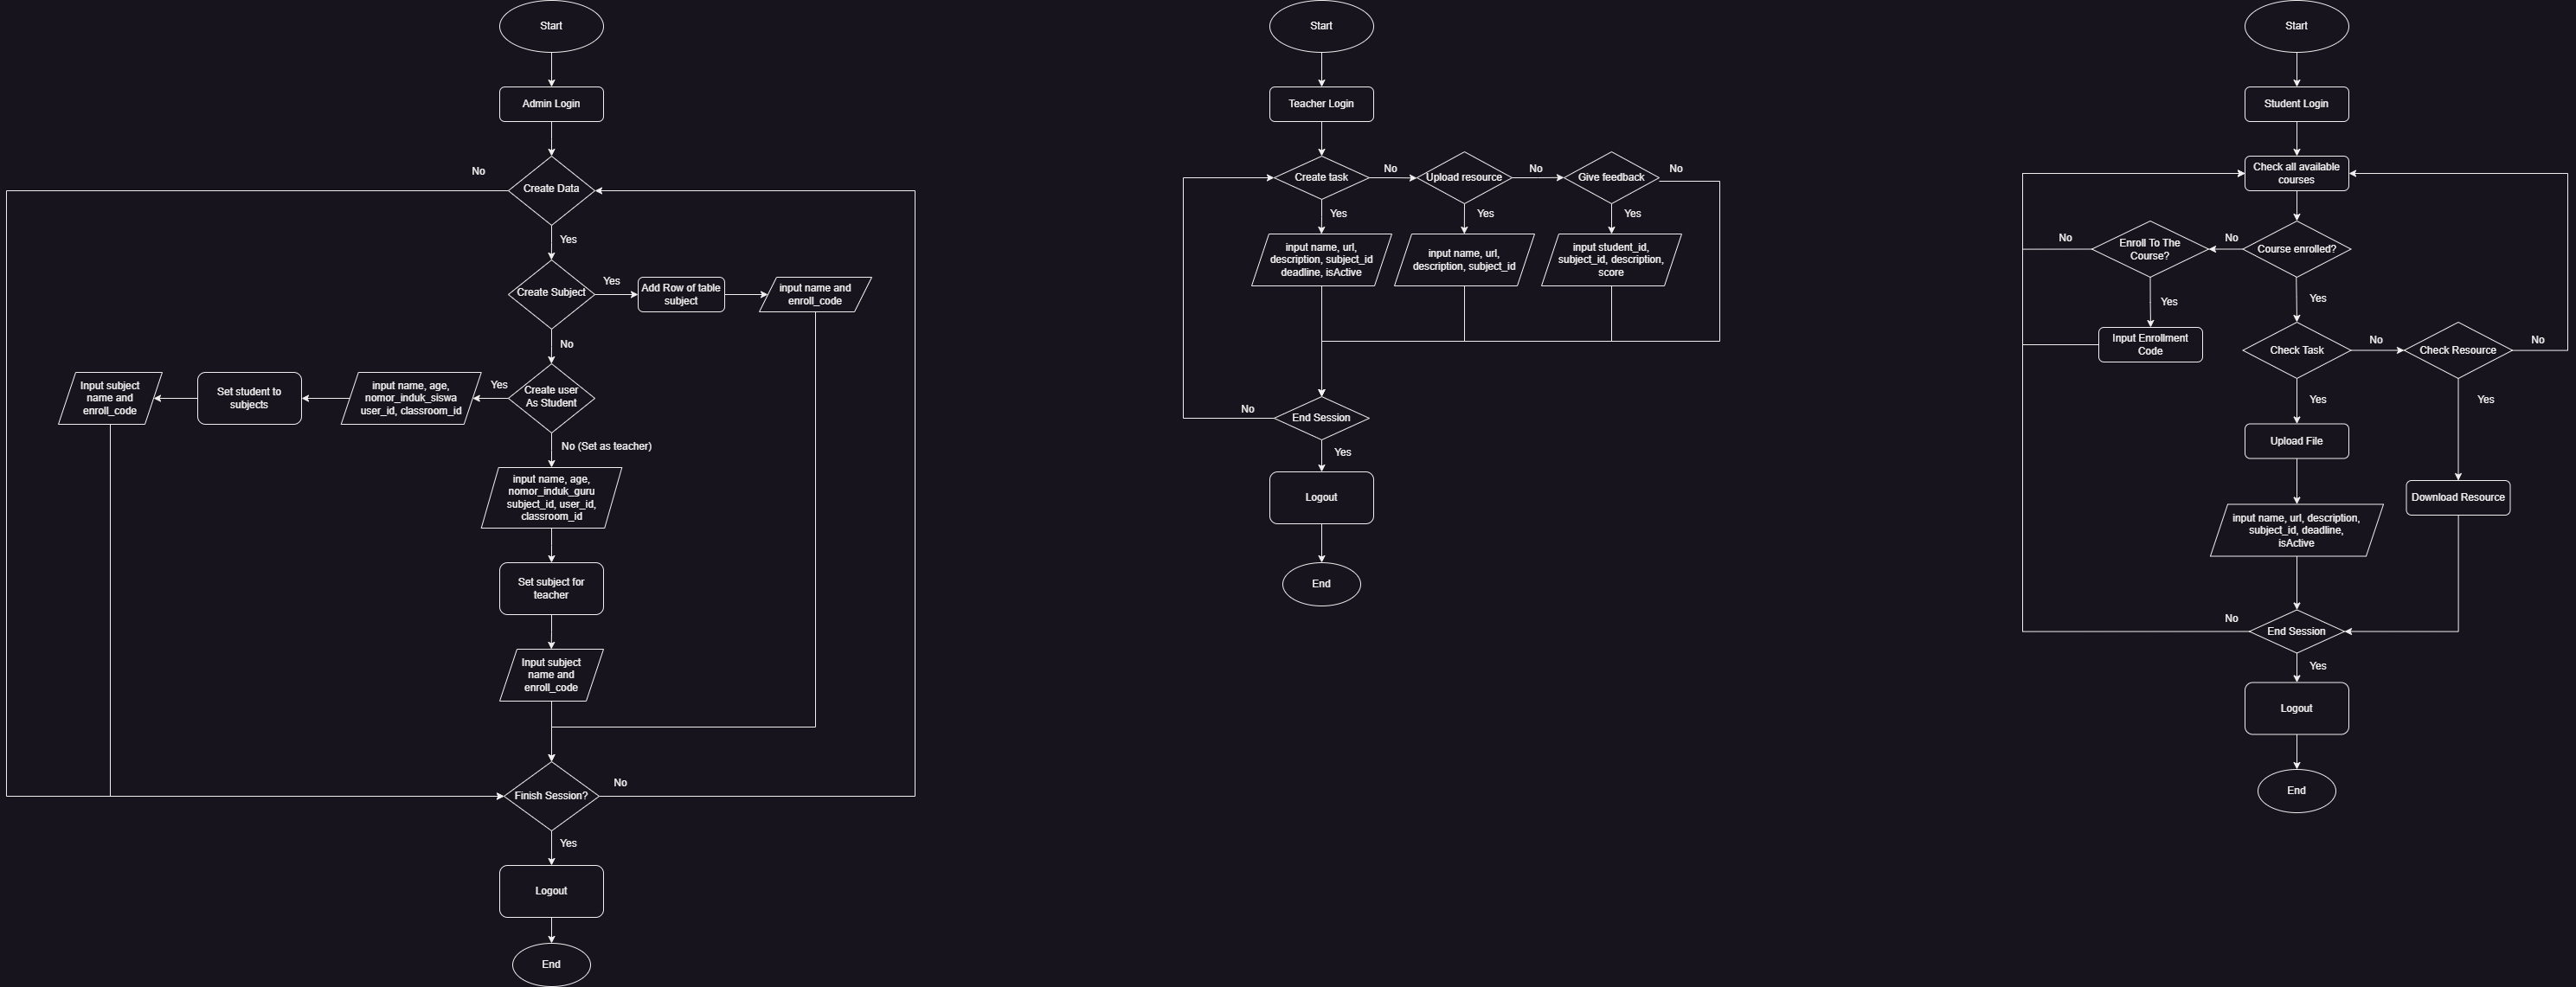 Start
Admin Login
No
Create Data
Yes
Create Subject
Yes
Add Row of table
subject
input name and
enroll_code
No
Create user
As Student
Yes
input name, age,
nomor_induk_siswa
user_id, classroom_id
Set student to
subjects
Input subject
name and
enroll_code
No (Set as teacher)
input name, age,
nomor_induk_guru
subject_id, user_id,
classroom_id
Set subject for
teacher
Input subject
name and
enroll_code
Finish Session?
No
Yes
Logout
End
Start
Teacher Login
Create task
No
Upload resource
No
Give feedback
No
Yes
Yes
Yes
input name, url,
description, subject_id
deadline, isActive
input name, url,
description, subject_id
input student_id,
subject_id, description,
score
End Session
No
Yes
Logout
End
Start
Student Login
Check all available
courses
Course enrolled?
No
Enroll To The
Course?
No
Yes
Input Enrollment
Code
Yes
Check Task
No
Check Resource
No
Yes
Yes
Upload File
Download Resource
input name, url, description,
subject_id, deadline,
isActive
End Session
No
Yes
Logout
End